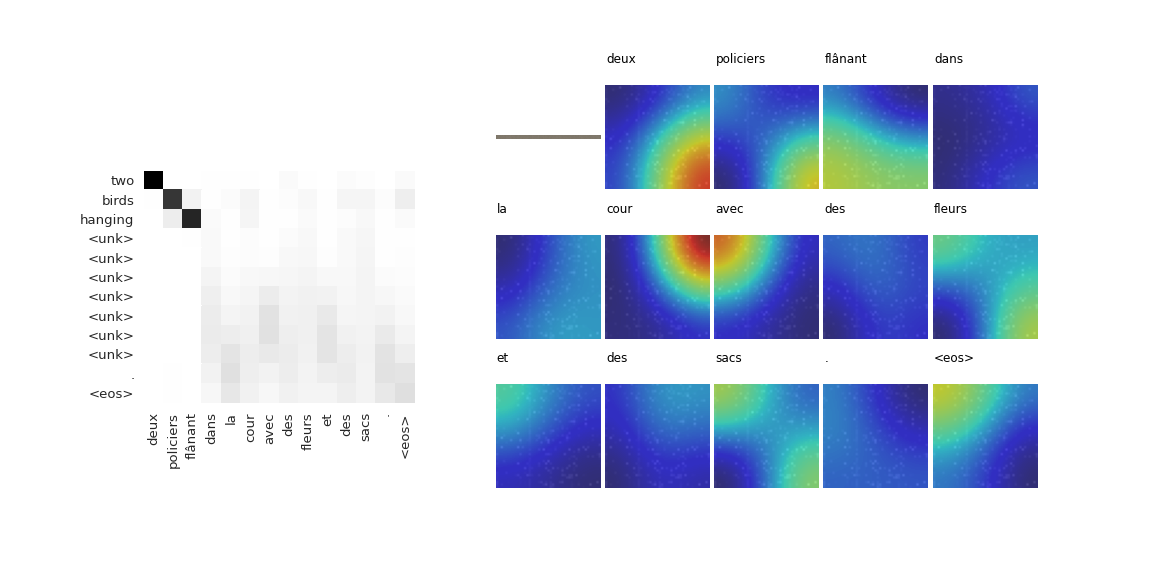 two
birds
hanging
<unk>
<unk>
<unk>
<unk>
<unk>
<unk>
<unk>
.
<eos>
deux
policiers
flânant
dans
la
cour
avec
des
fleurs
et
des
sacs
.
<eos>
deux policiers flânant dans
la cour avec des fleurs
et des sacs . <eos>